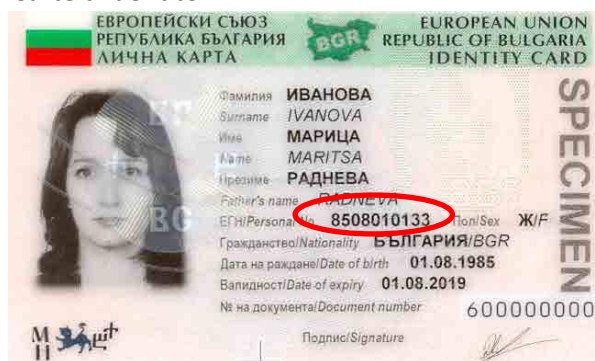 ЕВРОПЕЙСКИ СЪЮЗ
РЕПУБЛИКА БЪЛГАРИЯ
ЛИЧНА КАРТА
BGR
EUROPEAN UNION
REPUBLIC OF BULGARIA
IDENTITY CARD
Фамилия ИВАНОВА
Surname IVANOVA
Име МАРИЦА
Name MARITSA
Презиме РАДНЕВА
Father's name RADNEVA
ЕГН/Personal No 8508010133 Пол/Sex Ж/F
Гражданство/Nationality БЪЛГАРИЯ/BGR
Дата на раждане/Date of birth 01.08.1985
Валидност/Date of expiry 01.08.2019
№ на документа/Document number 600000000
Подпис/Signature
SPECIMEN